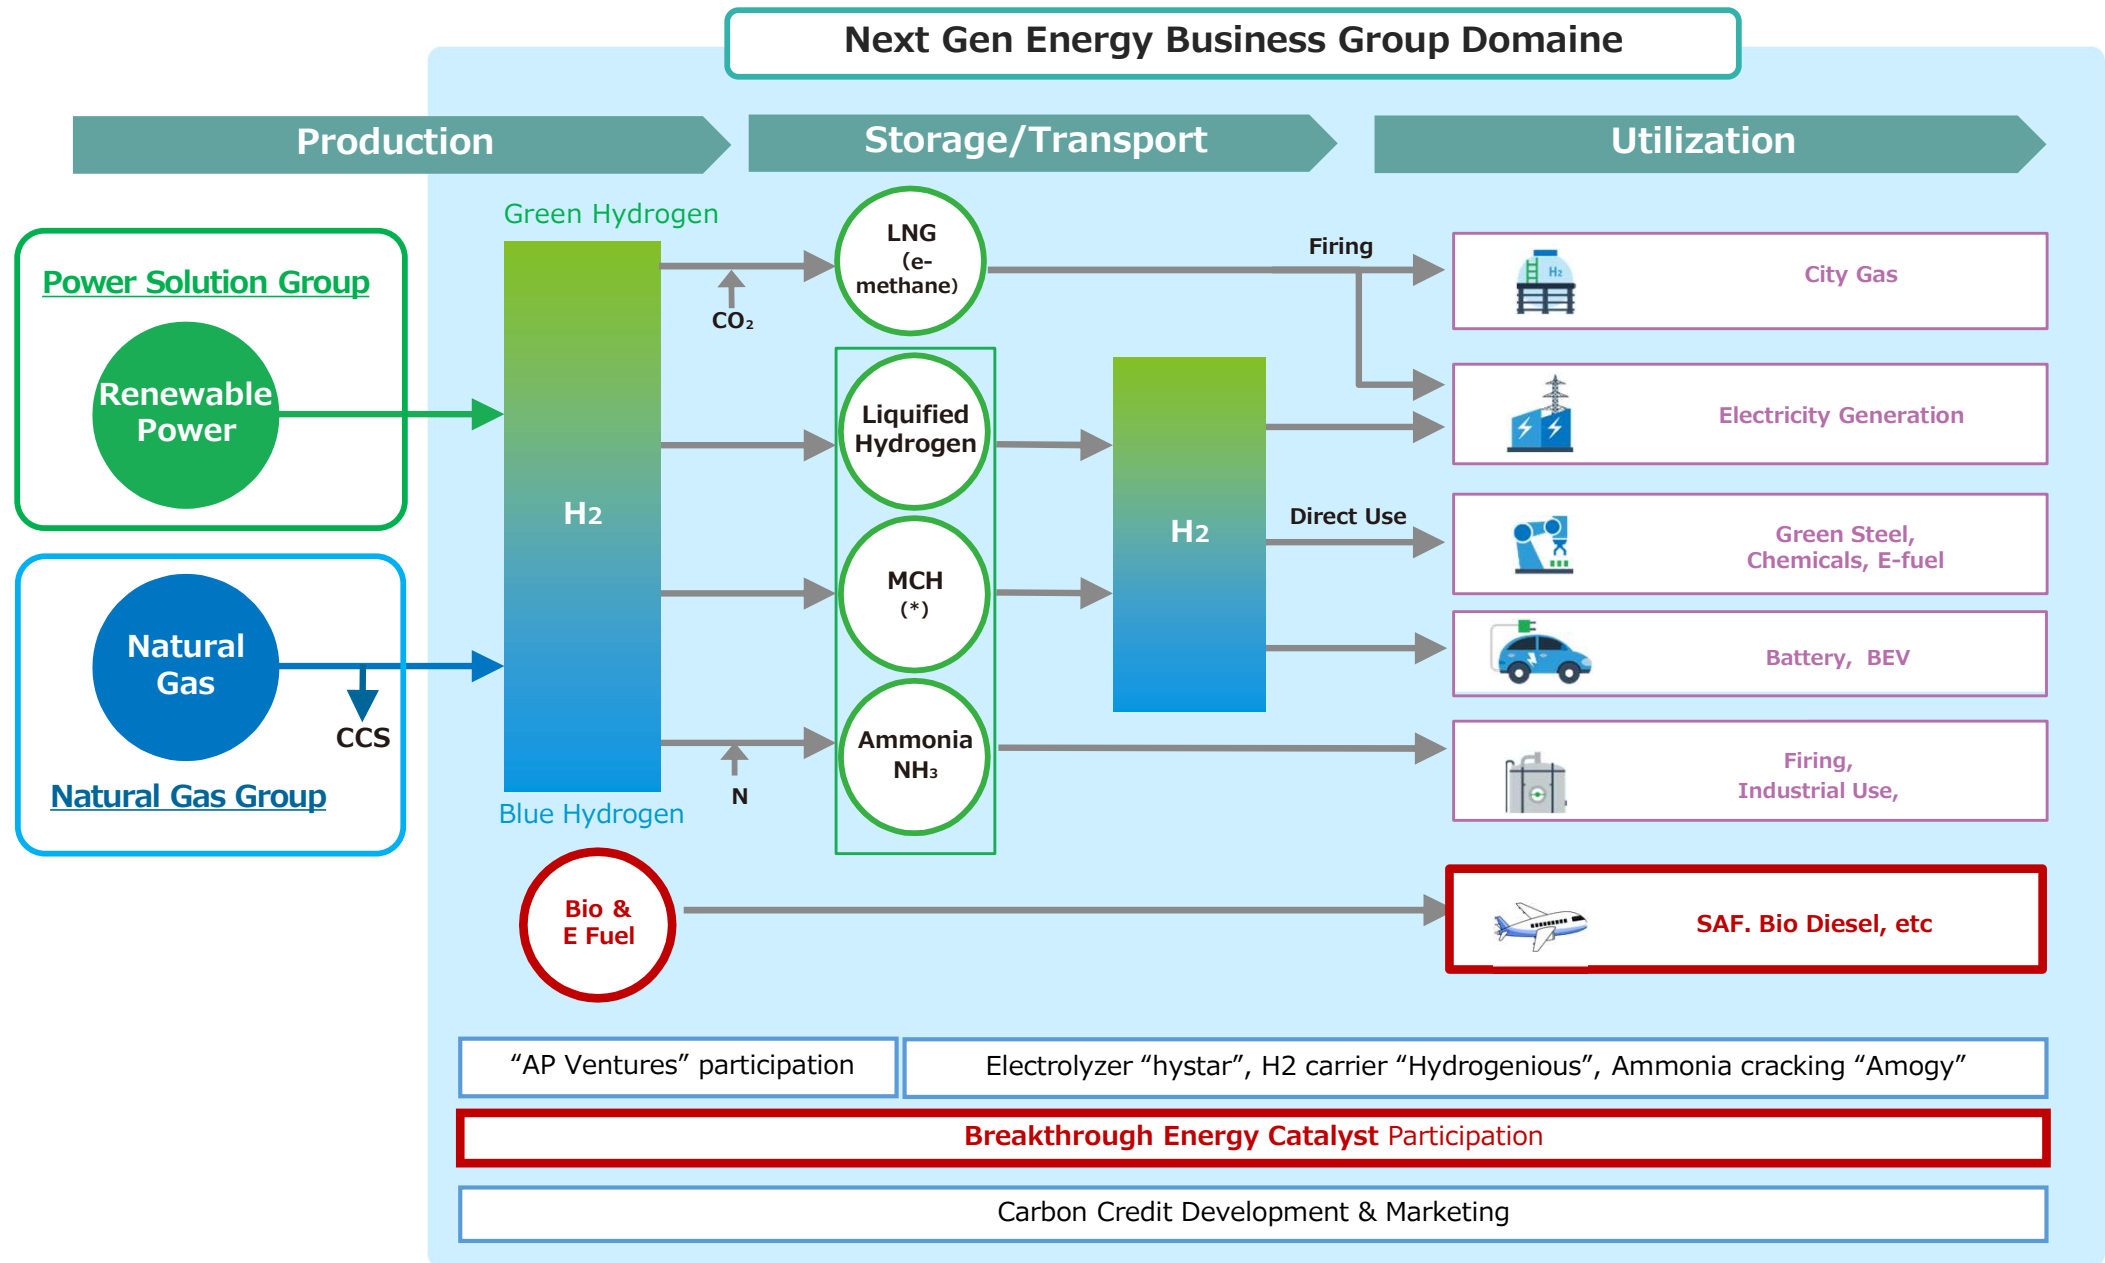 Next Gen Energy Business Group Domaine
Production
Storage/Transport
Utilization
Power Solution Group
Renewable
Power
Natural
Gas
CCS
Natural Gas Group
Green Hydrogen
H2
Blue Hydrogen
CO₂
N
LNG
(e-
methane)
Liquified
Hydrogen
MCH
(*)
Ammonia
NH₃
H2
Firing
Direct Use
H₂
City Gas
Electricity Generation
Green Steel,
Chemicals, E-fuel
Battery, BEV
Firing,
Industrial Use,
Bio &
E Fuel
SAF. Bio Diesel, etc
“AP Ventures” participation
Electrolyzer “hystar”, H2 carrier “Hydrogenious”, Ammonia cracking “Amogy”
Breakthrough Energy Catalyst Participation
Carbon Credit Development & Marketing